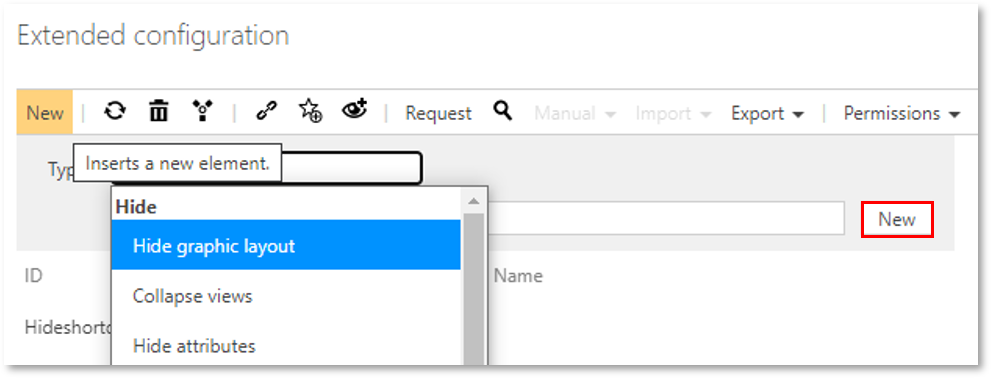 Extended configuration
New Request Manual Import Export Permissions
Typ
Inserts a new element.
Hide
New
Hide graphic layout
ID
Name
Collapse views
Hideshortc
Hide attributes